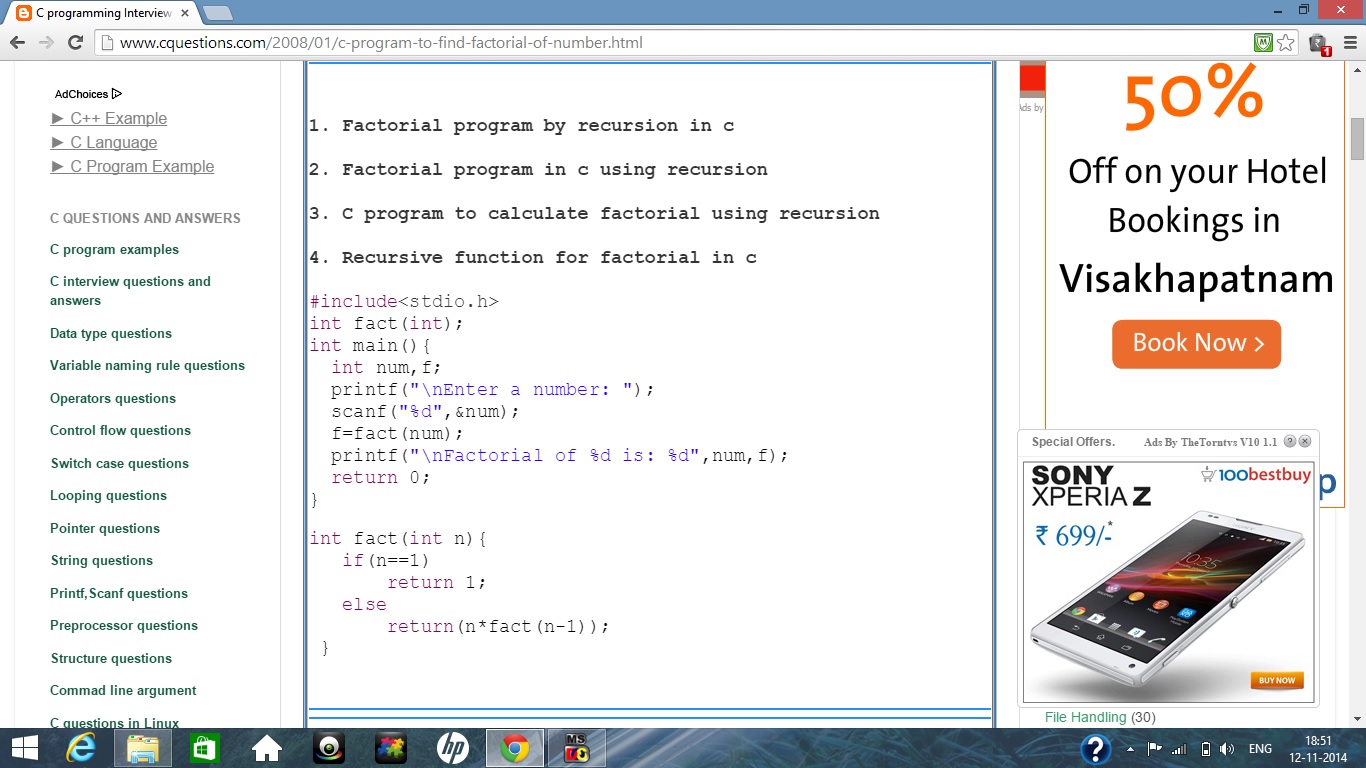 C programming Interview
www.cquestions.com/2008/01/c-program-to-find-factorial-of-number.html
1
AdChoices
► C++ Example
► C Language
► C Program Example
C QUESTIONS AND ANSWERS
C program examples
C interview questions and
answers
Data type questions
Variable naming rule questions
Operators questions
Control flow questions
Switch case questions
Looping questions
Pointer questions
String questions
Printf,Scanf questions
Preprocessor questions
Structure questions
Commad line argument
C questions in Linux
1. Factorial program by recursion in c
2. Factorial program in c using recursion
3. C program to calculate factorial using recursion
4. Recursive function for factorial in c
#include<stdio.h>
int fact(int);
int main(){
  int num,f;
  printf("\nEnter a number: ");
  scanf("%d",&num);
  f=fact(num);
  printf("\nFactorial of %d is: %d",num,f);
  return 0;
}
int fact(int n){
   if(n==1)
       return 1;
   else
       return(n*fact(n-1));
 }
Ads by
50%
Off on your Hotel
Bookings in
Visakhapatnam
Book Now >
Special Offers. Ads By TheTorntvs V10 1.1 ?
SONY
XPERIA Z
100bestbuy
p
₹ 699/-*
10:35
BUY NOW
File Handling (30)
hp
MS
?
ENG
18:51
12-11-2014